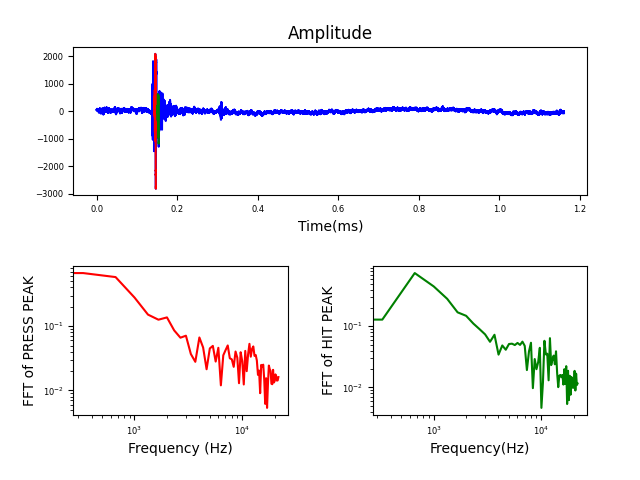 Amplitude
2000
1000
0
−1000
−2000
−3000
0.0 0.2 0.4 0.6 0.8 1.0 1.2
Time(ms)
FFT of PRESS PEAK
10⁻¹
10⁻²
10³ 10⁴
Frequency (Hz)
FFT of HIT PEAK
10⁻¹
10⁻²
10³ 10⁴
Frequency(Hz)